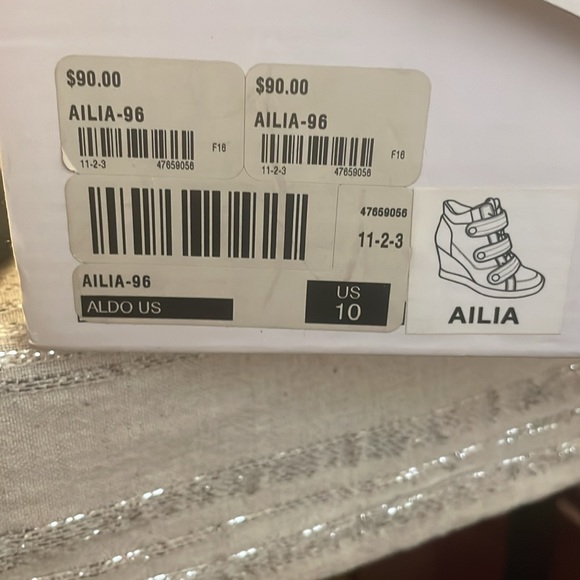 $90.00
AILIA-96
F16
11-2-3 47659056
$90.00
AILIA-96
F16
11-2-3 47659056
47659056
11-2-3
AILIA-96
ALDO US
US
10
AILIA